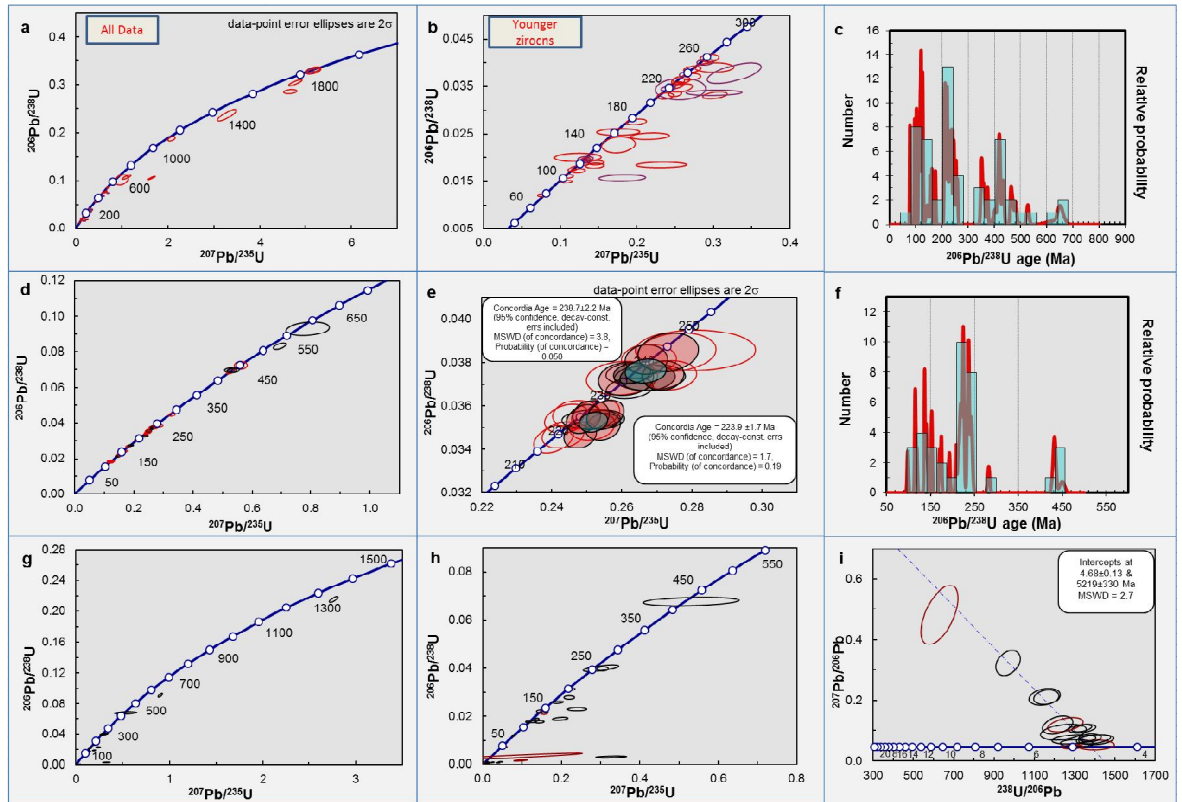 a
All Data
data-point error ellipses are 2σ
0.4
0.3
0.2
0.1
0.0
0
2
4
6
200
600
1000
1400
1800
206Pb/238U
207Pb/235U
b
Younger
zirocns
0.045
0.035
0.025
0.015
0.005
0.0
0.1
0.2
0.3
0.4
60
100
140
180
220
260
300
206Pb/238U
207Pb/235U
c
16
14
12
10
8
6
4
2
0
0 100 200 300 400 500 600 700 800 900
Number
Relative probability
206Pb/238U age (Ma)
d
0.12
0.10
0.08
0.06
0.04
0.02
0.00
0.0
0.2
0.4
0.6
0.8
1.0
50
150
250
350
450
550
650
206Pb/238U
207Pb/235U
e
data-point error ellipses are 2σ
Concordia Age = 238.7±2.2 Ma
(95% confidence, decay-const.
errs included)
MSWD (of concordance) = 3.8,
Probability (of concordance) =
0.050
Concordia Age = 223.9 ±1.7 Ma
(95% confidence, decay-const. errs
included)
MSWD (of concordance) = 1.7,
Probability (of concordance) = 0.19
0.040
0.038
0.036
0.034
0.032
0.22
0.24
0.26
0.28
0.30
210
220
230
250
206Pb/238U
207Pb/235U
f
12
10
8
6
4
2
0
50
150
250
350
450
550
Number
Relative probability
206Pb/238U age (Ma)
g
0.28
0.24
0.20
0.16
0.12
0.08
0.04
0.00
0
1
2
3
100
300
500
700
900
1100
1300
1500
206Pb/238U
207Pb/235U
h
0.08
0.06
0.04
0.02
0.00
0.0
0.2
0.4
0.6
0.8
50
150
250
350
450
550
206Pb/238U
207Pb/235U
i
Intercepts at
4.69±0.13 &
5219±330 Ma
MSWD = 2.7
0.6
0.4
0.2
0.0
300
500
700
900
1100
1300
1500
1700
14
12
10
8
6
4
207Pb/206Pb
238U/206Pb